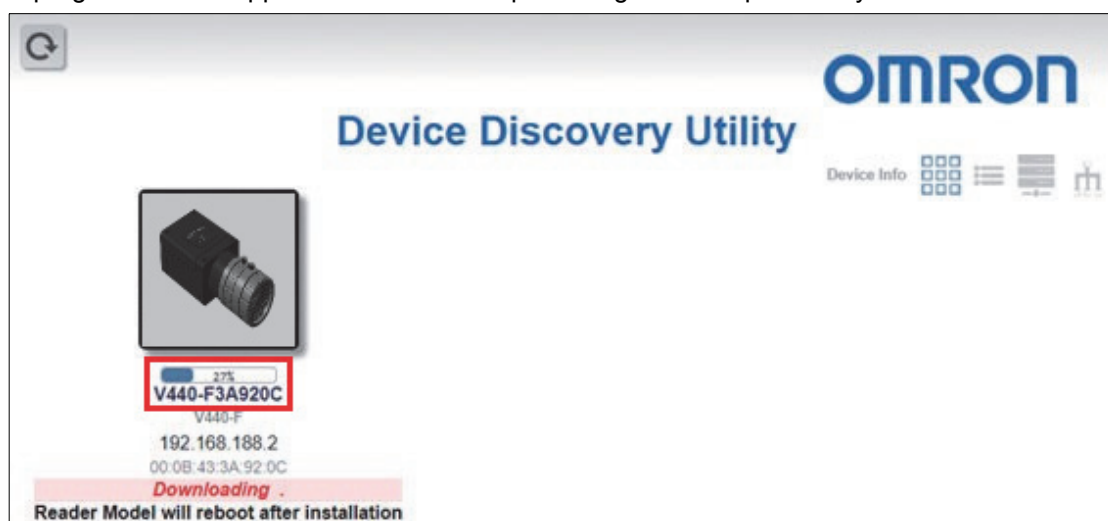 OMRON
Device Discovery Utility
Device Info
27%
V440-F3A920C
V440-F
192.168.188.2
00:0B:43:3A:92:0C
Downloading .
Reader Model will reboot after installation